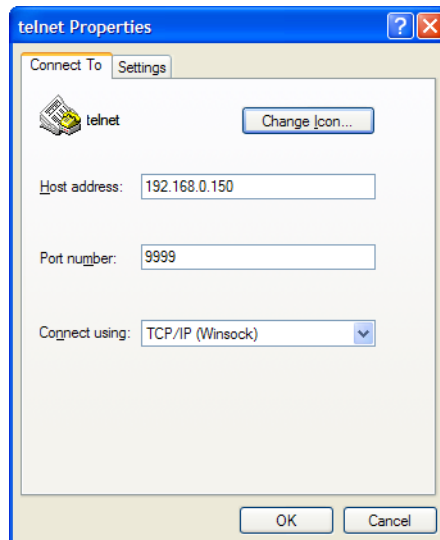 telnet Properties
Connect To Settings
telnet Change Icon...
Host address: 192.168.0.150
Port number: 9999
Connect using: TCP/IP (Winsock)
OK Cancel